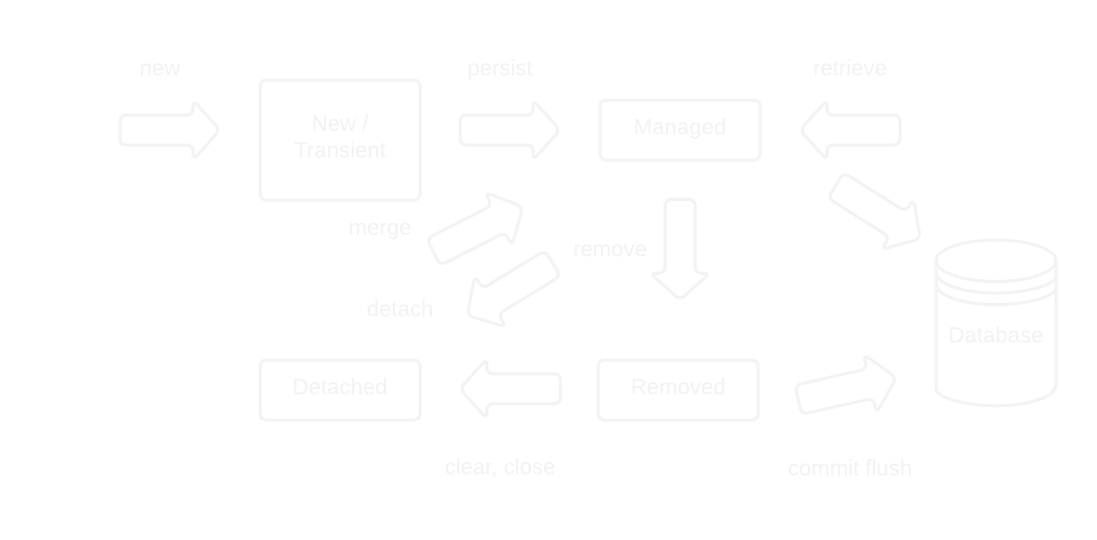 new
persist
retrieve
New /
Transient
Managed
merge
remove
detach
Database
Detached
Removed
clear, close
commit flush